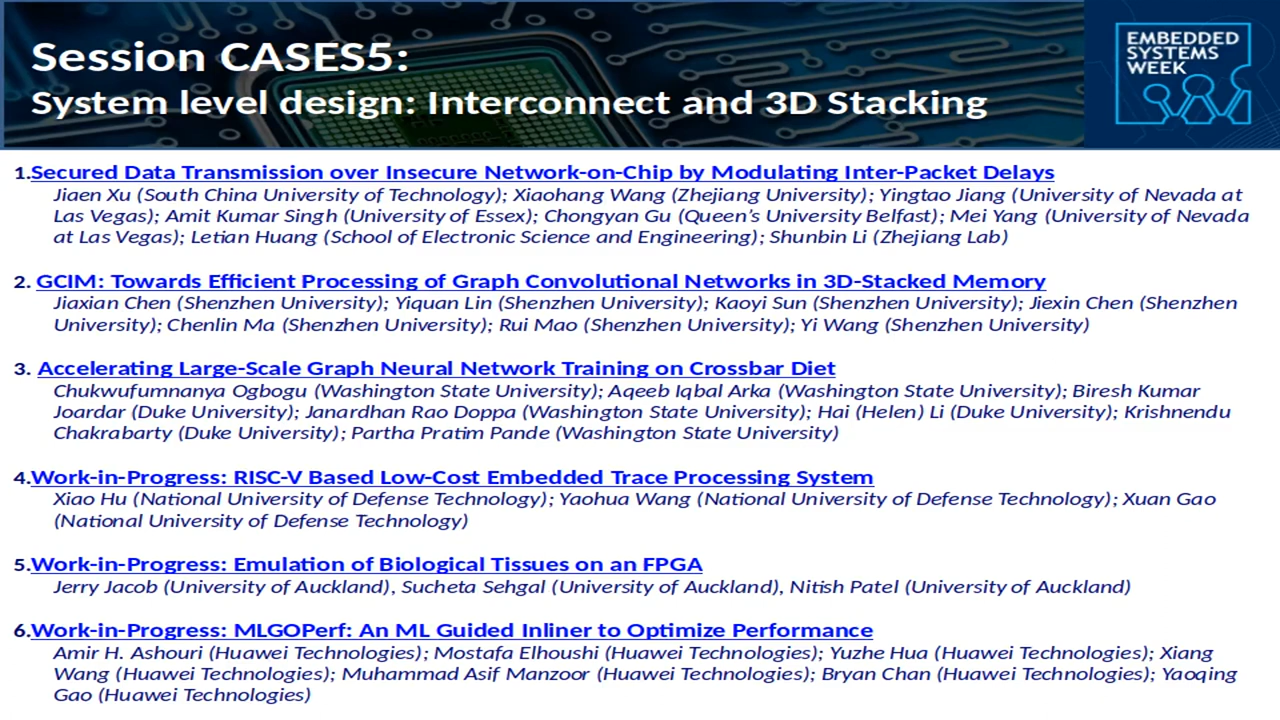 Session CASES5:
System level design: Interconnect and 3D Stacking
EMBEDDED
SYSTEMS
WEEK
1.Secured Data Transmission over Insecure Network-on-Chip by Modulating Inter-Packet Delays
Jiaen Xu (South China University of Technology); Xiaohang Wang (Zhejiang University); Yingtao Jiang (University of Nevada at
Las Vegas); Amit Kumar Singh (University of Essex); Chongyan Gu (Queen’s University Belfast); Mei Yang (University of Nevada
at Las Vegas); Letian Huang (School of Electronic Science and Engineering); Shunbin Li (Zhejiang Lab)
2. GCIM: Towards Efficient Processing of Graph Convolutional Networks in 3D-Stacked Memory
Jiaxian Chen (Shenzhen University); Yiquan Lin (Shenzhen University); Kaoyi Sun (Shenzhen University); Jiexin Chen (Shenzhen
University); Chenlin Ma (Shenzhen University); Rui Mao (Shenzhen University); Yi Wang (Shenzhen University)
3. Accelerating Large-Scale Graph Neural Network Training on Crossbar Diet
Chukwufumnanya Ogbogu (Washington State University); Aqeeb Iqbal Arka (Washington State University); Biresh Kumar
Joardar (Duke University); Janardhan Rao Doppa (Washington State University); Hai (Helen) Li (Duke University); Krishnendu
Chakrabarty (Duke University); Partha Pratim Pande (Washington State University)
4.Work-in-Progress: RISC-V Based Low-Cost Embedded Trace Processing System
Xiao Hu (National University of Defense Technology); Yaohua Wang (National University of Defense Technology); Xuan Gao
(National University of Defense Technology)
5.Work-in-Progress: Emulation of Biological Tissues on an FPGA
Jerry Jacob (University of Auckland), Sucheta Sehgal (University of Auckland), Nitish Patel (University of Auckland)
6.Work-in-Progress: MLGOPerf: An ML Guided Inliner to Optimize Performance
Amir H. Ashouri (Huawei Technologies); Mostafa Elhoushi (Huawei Technologies); Yuzhe Hua (Huawei Technologies); Xiang
Wang (Huawei Technologies); Muhammad Asif Manzoor (Huawei Technologies); Bryan Chan (Huawei Technologies); Yaoqing
Gao (Huawei Technologies)